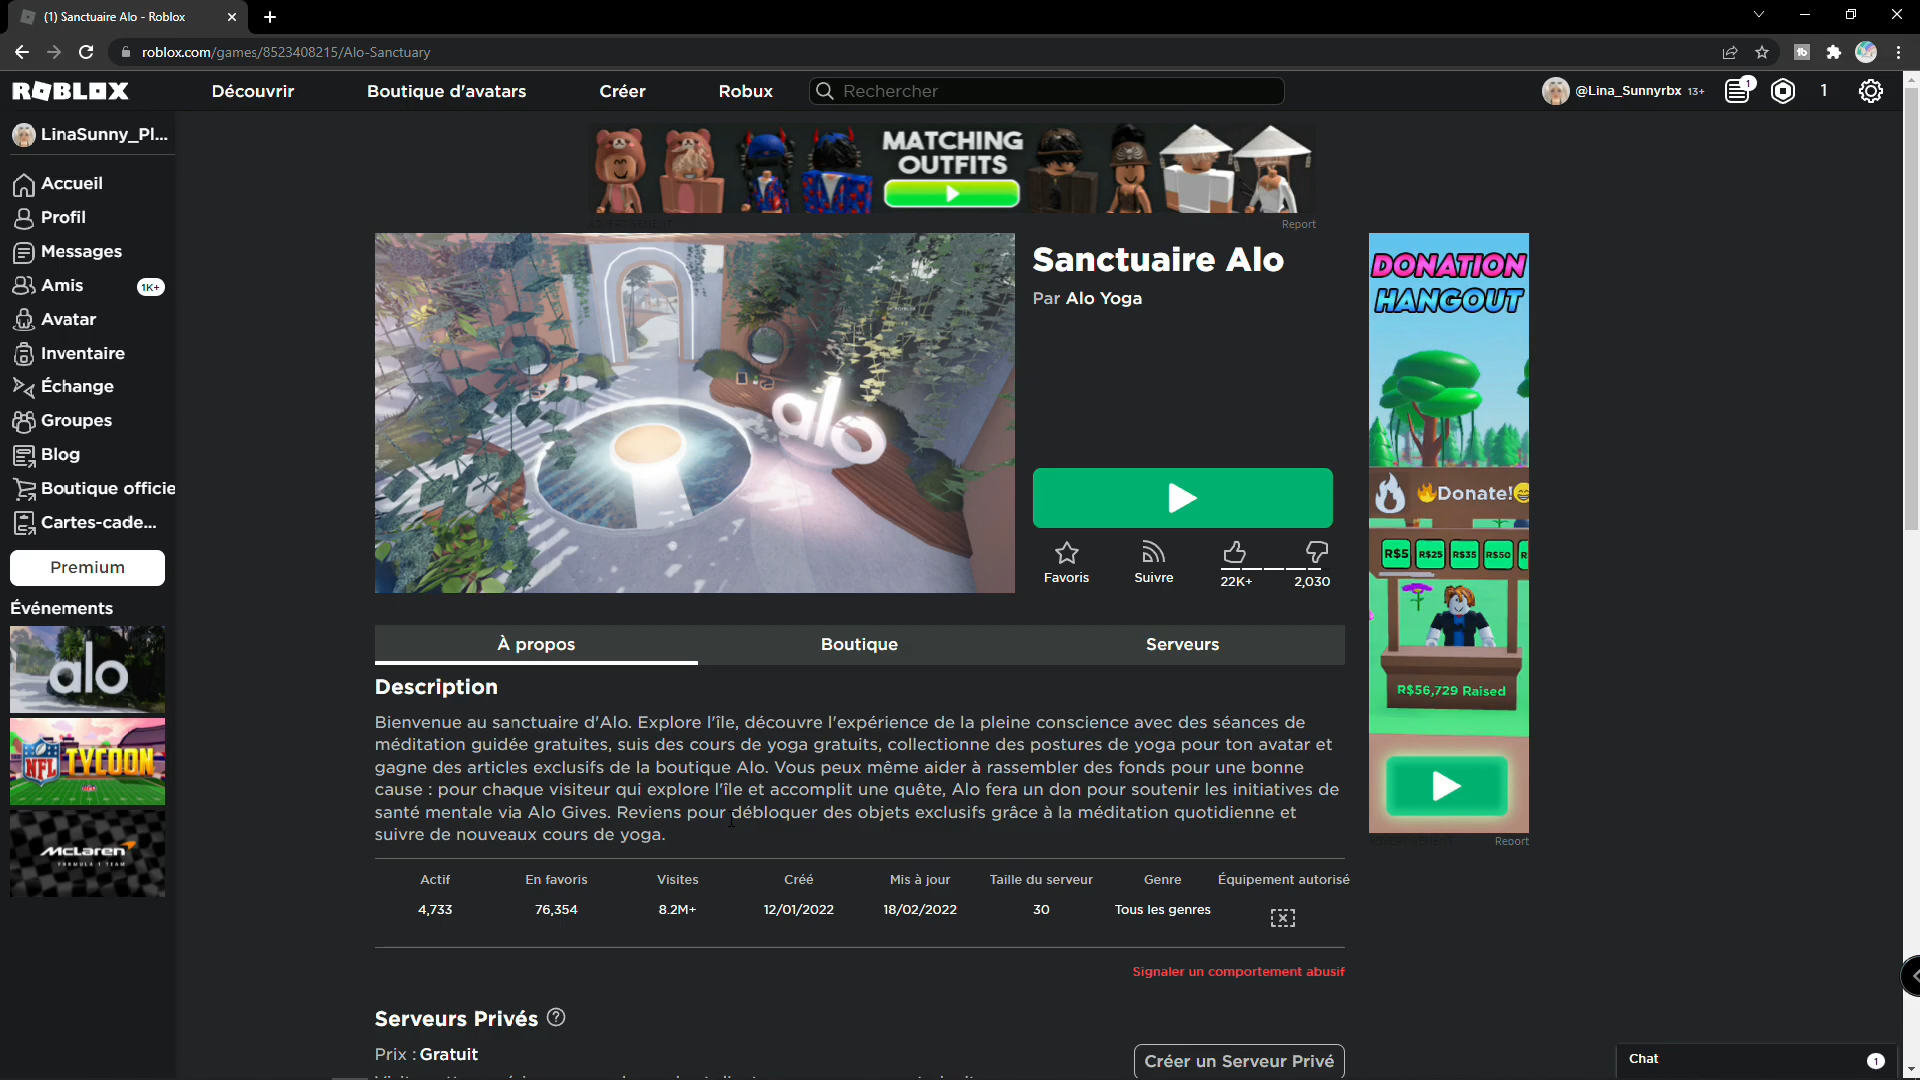 (1) Sanctuaire Alo - Roblox
roblox.com/games/8523408215/Alo-Sanctuary
ROBLOX
Découvrir
Boutique d'avatars
Créer
Robux
Rechercher
@Lina_Sunnyrbx 13+
1
1
LinaSunny_Pl...
Accueil
Profil
Messages
Amis
1K+
Avatar
Inventaire
Échange
Groupes
Blog
Boutique officie
Cartes-cade...
Premium
Événements
alo
NFL TYCOON
McLaren
FORMULA 1 TEAM
MATCHING
OUTFITS
Report
alo
Sanctuaire Alo
Par Alo Yoga
Favoris
Suivre
22K+
2,030
DONATION
HANGOUT
🔥Donate!😁
R$5
R$25
R$35
R$50
R$56,729 Raised
Report
À propos
Boutique
Serveurs
Description
Bienvenue au sanctuaire d'Alo. Explore l'île, découvre l'expérience de la pleine conscience avec des séances de
méditation guidée gratuites, suis des cours de yoga gratuits, collectionne des postures de yoga pour ton avatar et
gagne des articles exclusifs de la boutique Alo. Vous peux même aider à rassembler des fonds pour une bonne
cause : pour chaque visiteur qui explore l'île et accomplit une quête, Alo fera un don pour soutenir les initiatives de
santé mentale via Alo Gives. Reviens pour débloquer des objets exclusifs grâce à la méditation quotidienne et
suivre de nouveaux cours de yoga.
Actif
En favoris
Visites
Créé
Mis à jour
Taille du serveur
Genre
Équipement autorisé
4,733
76,354
8.2M+
12/01/2022
18/02/2022
30
Tous les genres
Signaler un comportement abusif
Serveurs Privés
Prix : Gratuit
Créer un Serveur Privé
Chat
1